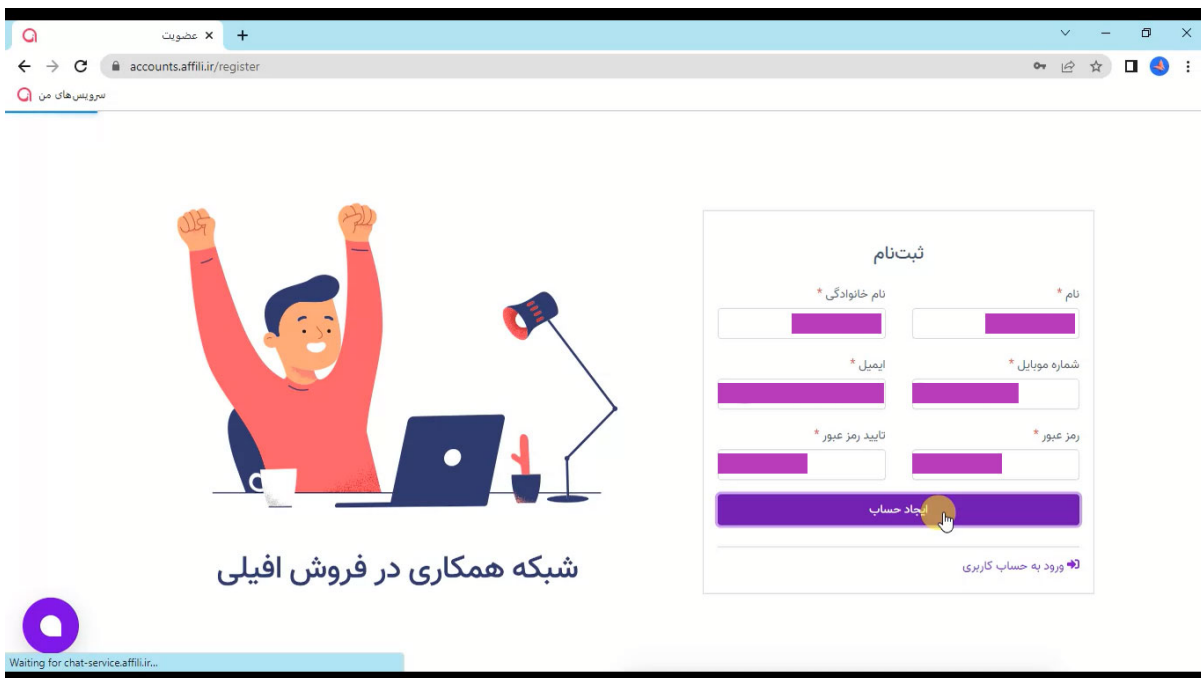 عضویت
accounts.affili.ir/register
سرویس‌های من
ثبت‌نام
نام * نام خانوادگی *
شماره موبایل * ایمیل *
رمز عبور * تایید رمز عبور *
ایجاد حساب
ورود به حساب کاربری
شبکه همکاری در فروش افیلی
Waiting for chat-service.affili.ir...